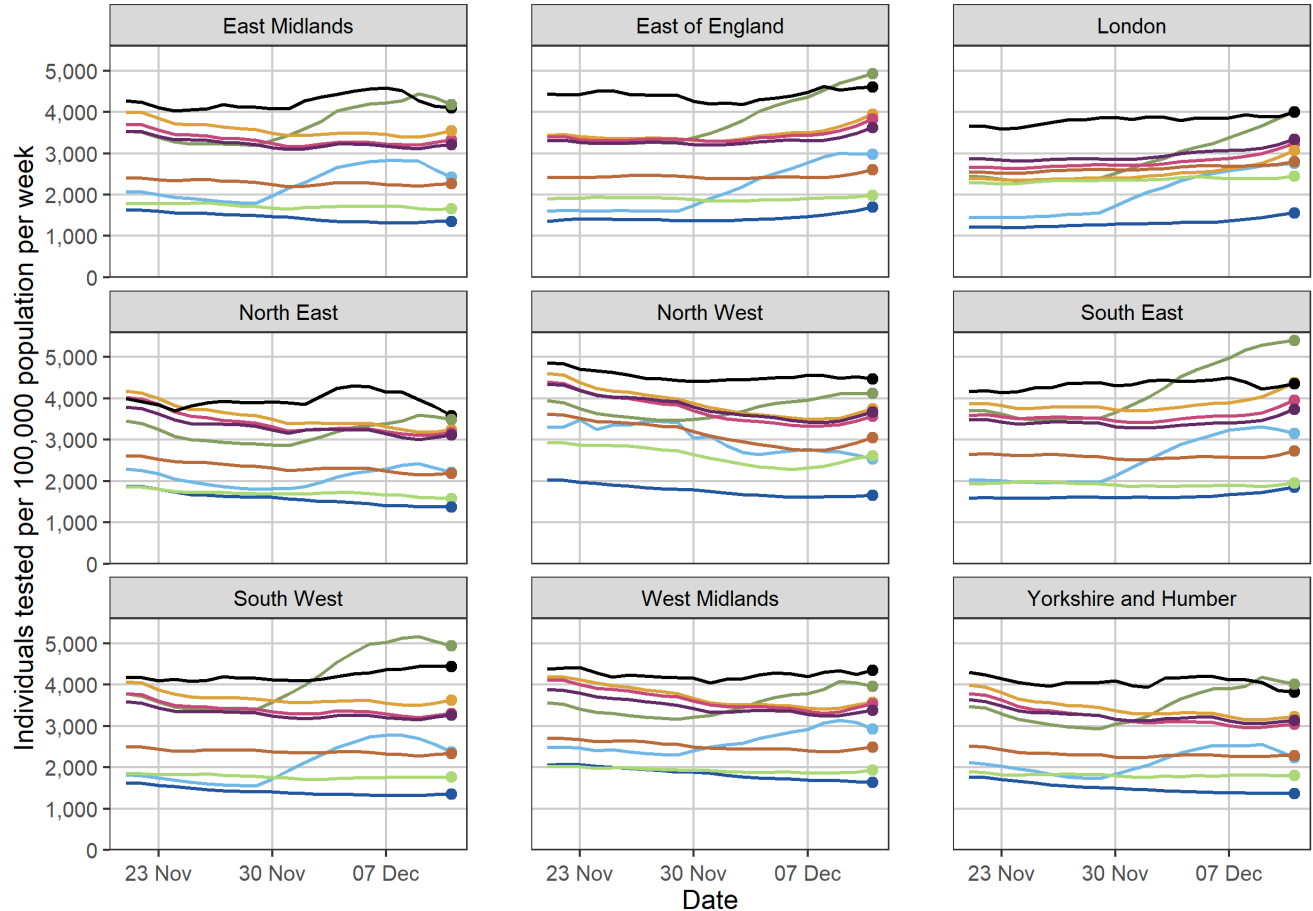 East Midlands
East of England
London
5,000
4,000
3,000
2,000
1,000
0
North East
North West
South East
5,000
4,000
3,000
2,000
1,000
0
South West
West Midlands
Yorkshire and Humber
5,000
4,000
3,000
2,000
1,000
0
23 Nov 30 Nov 07 Dec
23 Nov 30 Nov 07 Dec
23 Nov 30 Nov 07 Dec
Date
Individuals tested per 100,000 population per week